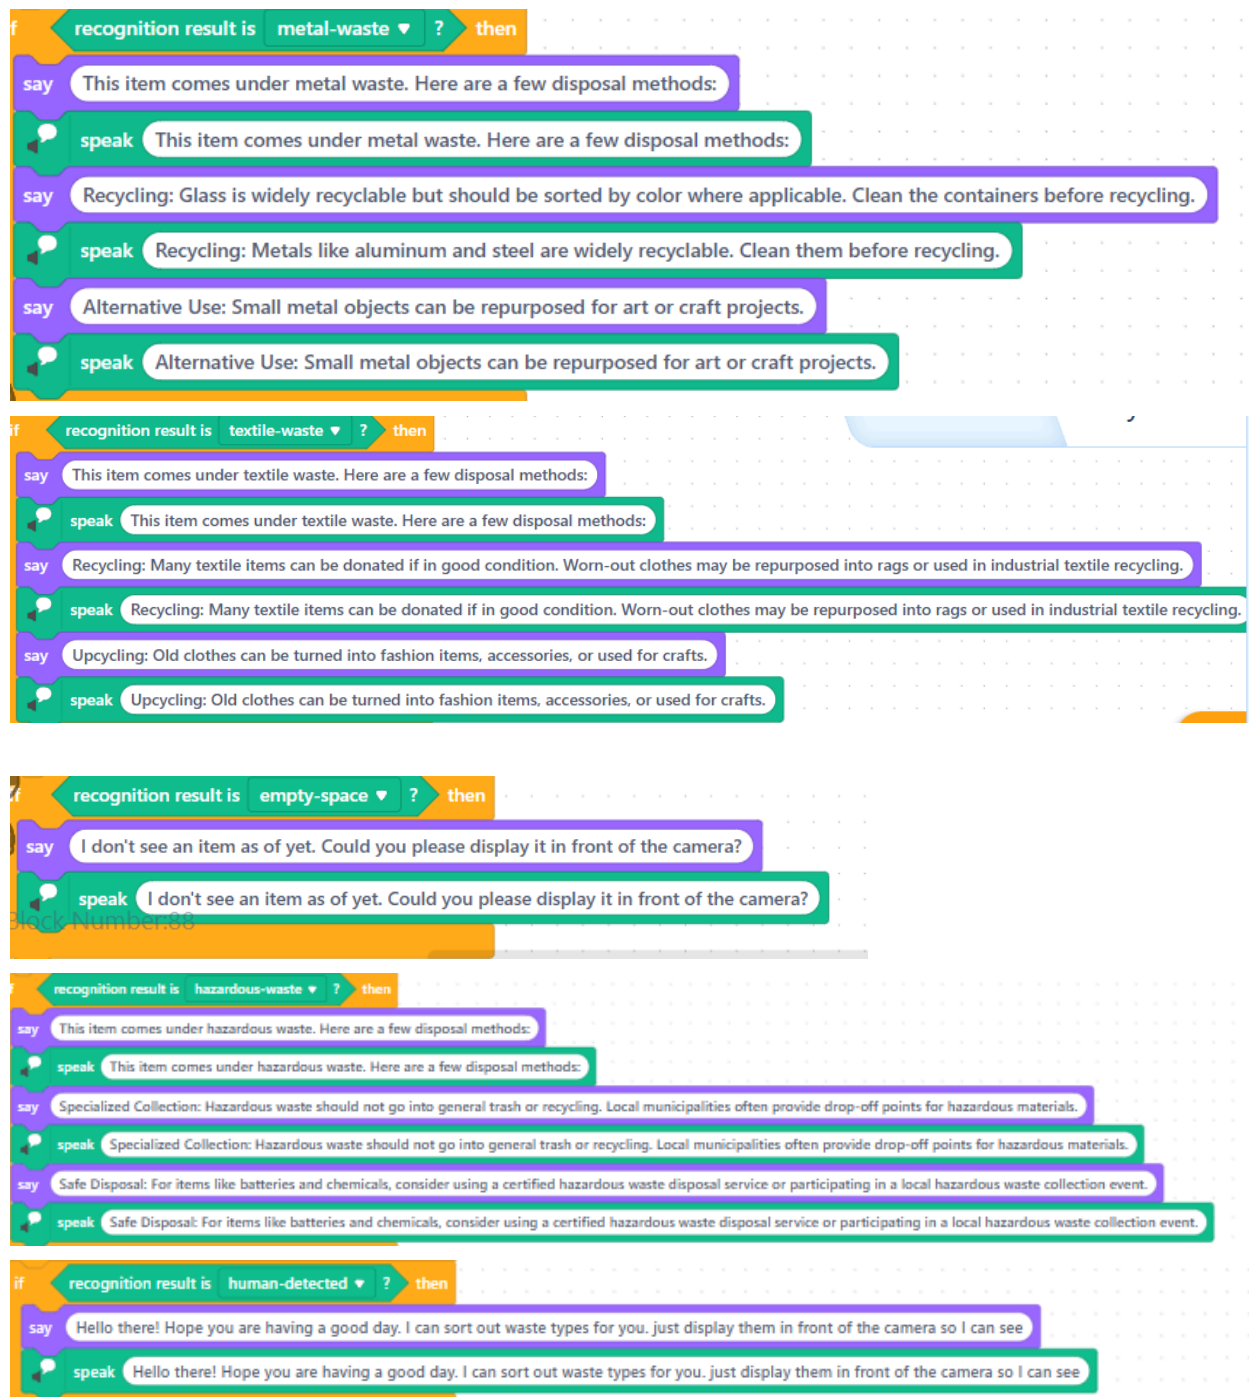 if recognition result is metal-waste ? then
say This item comes under metal waste. Here are a few disposal methods:
speak This item comes under metal waste. Here are a few disposal methods:
say Recycling: Glass is widely recyclable but should be sorted by color where applicable. Clean the containers before recycling.
speak Recycling: Metals like aluminum and steel are widely recyclable. Clean them before recycling.
say Alternative Use: Small metal objects can be repurposed for art or craft projects.
speak Alternative Use: Small metal objects can be repurposed for art or craft projects.
if recognition result is textile-waste ? then
say This item comes under textile waste. Here are a few disposal methods:
speak This item comes under textile waste. Here are a few disposal methods:
say Recycling: Many textile items can be donated if in good condition. Worn-out clothes may be repurposed into rags or used in industrial textile recycling.
speak Recycling: Many textile items can be donated if in good condition. Worn-out clothes may be repurposed into rags or used in industrial textile recycling.
say Upcycling: Old clothes can be turned into fashion items, accessories, or used for crafts.
speak Upcycling: Old clothes can be turned into fashion items, accessories, or used for crafts.
if recognition result is empty-space ? then
say I don't see an item as of yet. Could you please display it in front of the camera?
speak I don't see an item as of yet. Could you please display it in front of the camera?
Block Number:88
if recognition result is hazardous-waste ? then
say This item comes under hazardous waste. Here are a few disposal methods:
speak This item comes under hazardous waste. Here are a few disposal methods:
say Specialized Collection: Hazardous waste should not go into general trash or recycling. Local municipalities often provide drop-off points for hazardous materials.
speak Specialized Collection: Hazardous waste should not go into general trash or recycling. Local municipalities often provide drop-off points for hazardous materials.
say Safe Disposal: For items like batteries and chemicals, consider using a certified hazardous waste disposal service or participating in a local hazardous waste collection event.
speak Safe Disposal: For items like batteries and chemicals, consider using a certified hazardous waste disposal service or participating in a local hazardous waste collection event.
if recognition result is human-detected ? then
say Hello there! Hope you are having a good day. I can sort out waste types for you. just display them in front of the camera so I can see
speak Hello there! Hope you are having a good day. I can sort out waste types for you. just display them in front of the camera so I can see